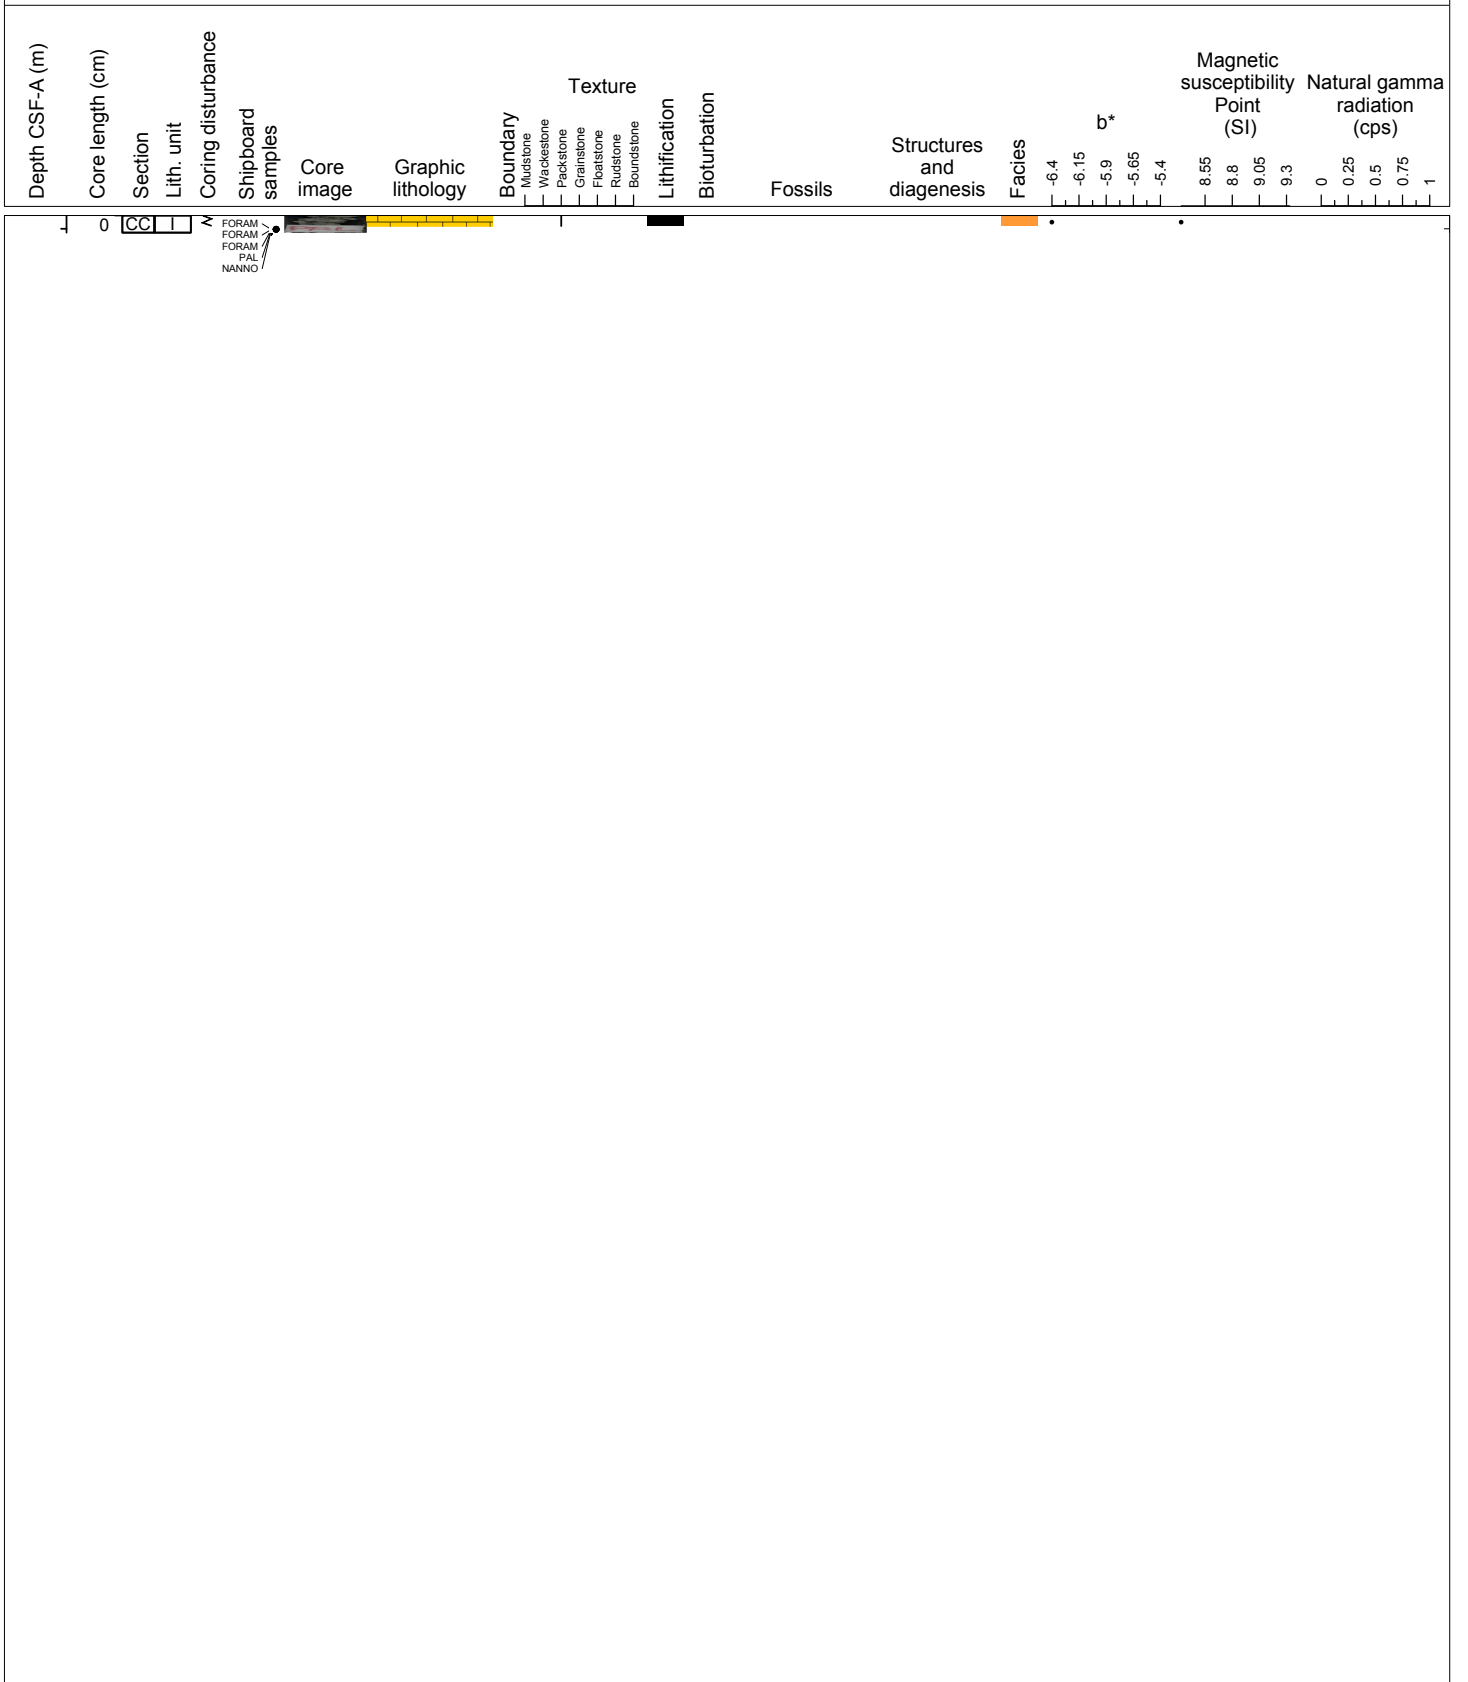 Depth CSF-A (m)
Core length (cm)
Section
Lith. unit
Coring disturbance
Shipboard
samples
Core
image
Graphic
lithology
Boundary
Texture
Mudstone
Wackestone
Packstone
Grainstone
Floatstone
Rudstone
Boundstone
Lithification
Bioturbation
Fossils
Structures
and
diagenesis
Facies
b*
-6.4
-6.15
-5.9
-5.65
-5.4
Magnetic
susceptibility
Point
(SI)
8.55
8.8
9.05
9.3
Natural gamma
radiation
(cps)
0
0.25
0.5
0.75
1
0
CC
I
FORAM
FORAM
FORAM
PAL
NANNO